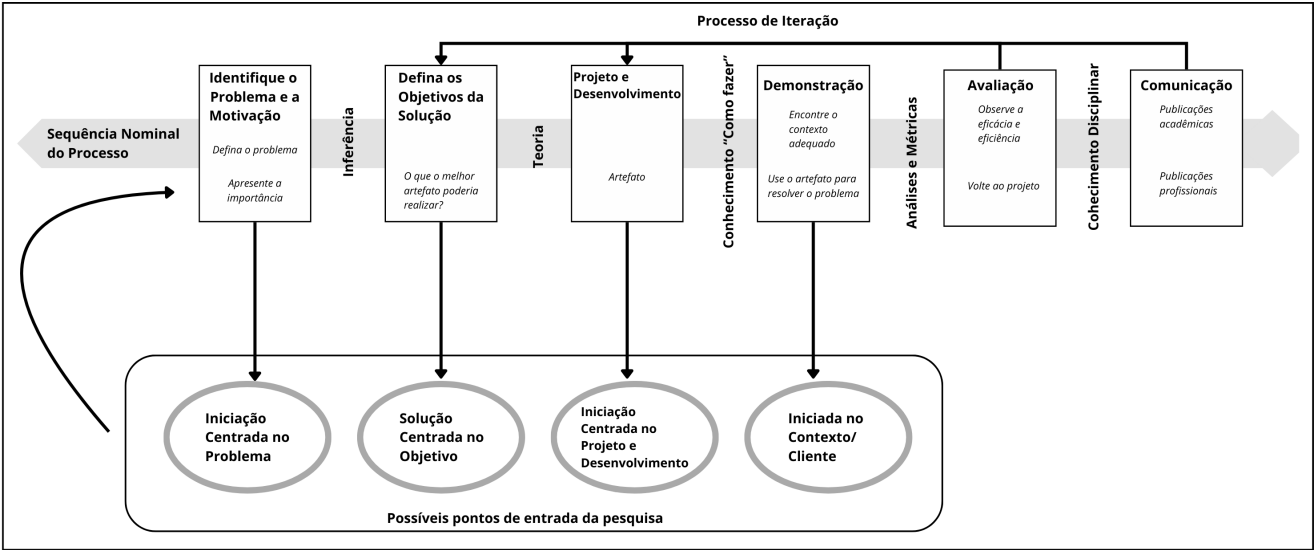 Processo de Iteração
Sequência Nominal
do Processo
Identifique o
Problema e a
Motivação
Defina o problema
Apresente a
importância
Inferência
Defina os
Objetivos da
Solução
O que o melhor
artefato poderia
realizar?
Teoria
Projeto e
Desenvolvimento
Artefato
Conhecimento “Como fazer”
Demonstração
Encontre o
contexto
adequado
Use o artefato para
resolver o problema
Análises e Métricas
Avaliação
Observe a
eficácia e
eficiência
Volte ao projeto
Cohecimento Disciplinar
Comunicação
Publicações
acadêmicas
Publicações
profissionais
Iniciação
Centrada no
Problema
Solução
Centrada no
Objetivo
Iniciação
Centrada no
Projeto e
Desenvolvimento
Iniciada no
Contexto/
Cliente
Possíveis pontos de entrada da pesquisa